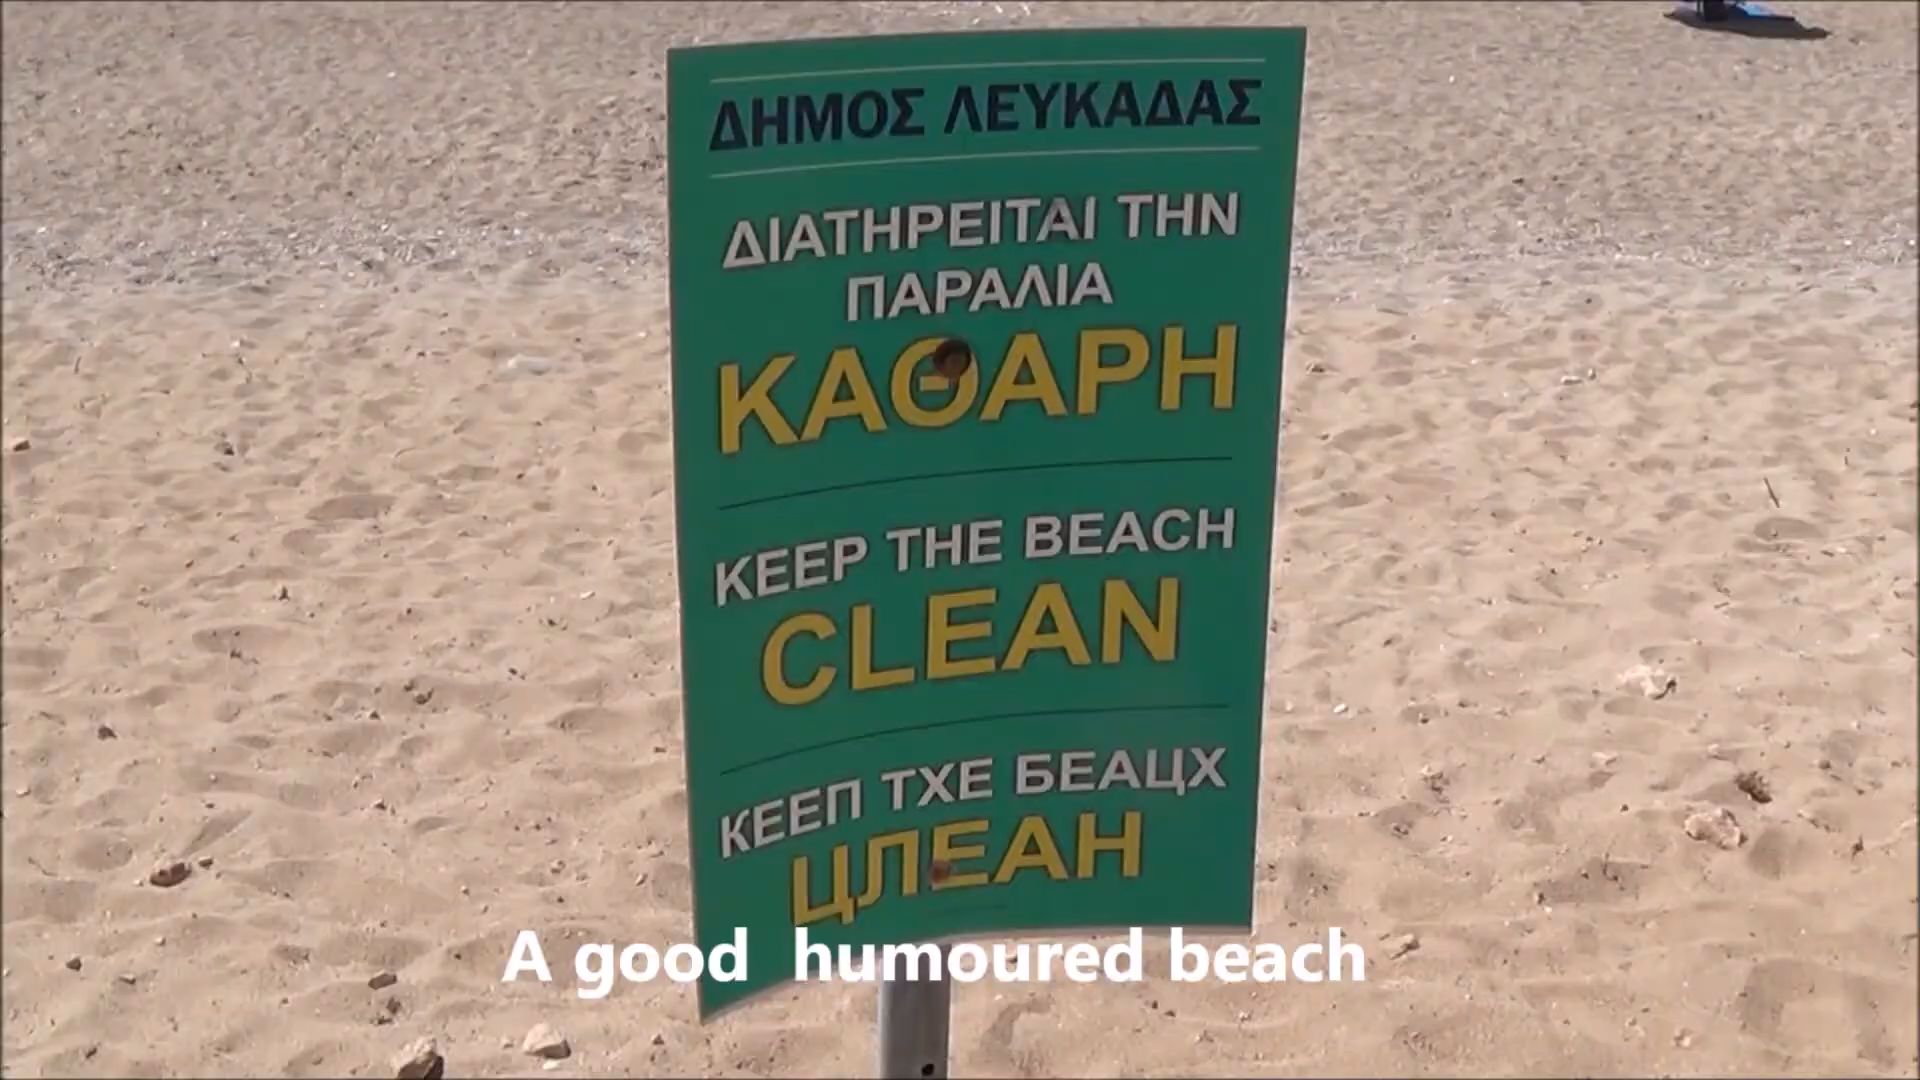 ΔΗΜΟΣ ΛΕΥΚΑΔΑΣ
ΔΙΑΤΗΡΕΙΤΑΙ ΤΗΝ
ΠΑΡΑΛΙΑ
ΚΑΘΑΡΗ
KEEP THE BEACH
CLEAN
КЕЕП ТХЕ БЕАЦХ
ЦЛЕАН
A good humoured beach